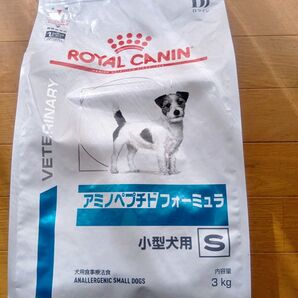 ROYAL CANIN
VETERINARY
アミノペプチドフォーミュラ
小型犬用 S
犬用食事療法食
ANALLERGENIC SMALL DOGS
内容量
3 kg